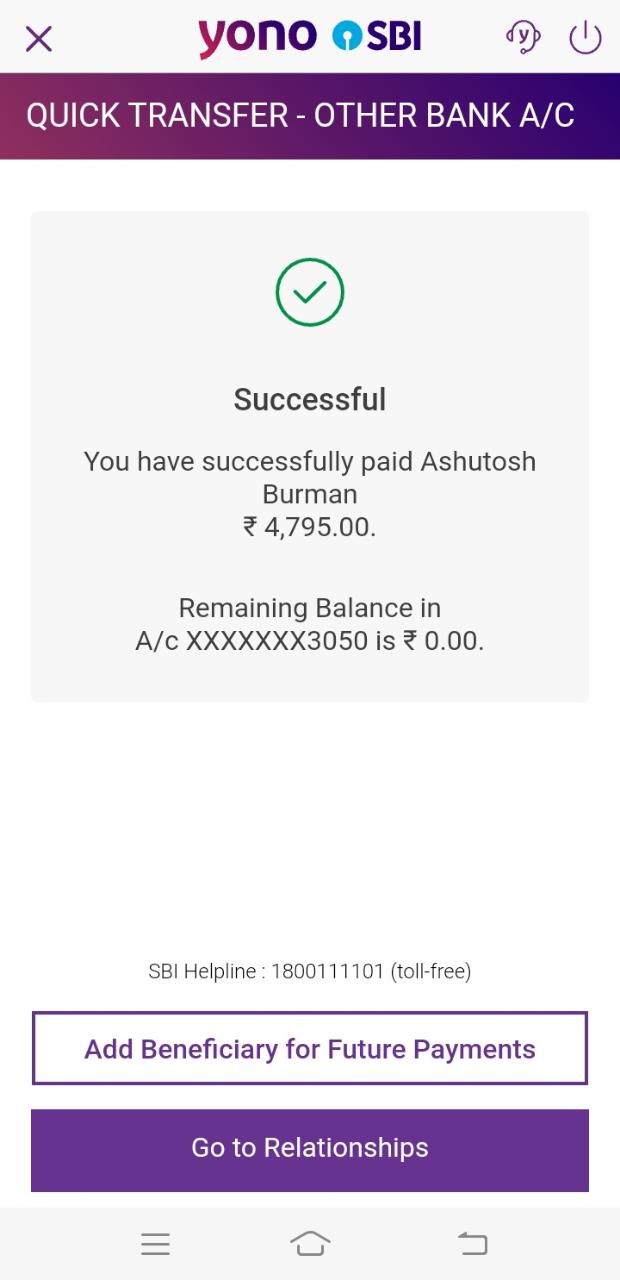 yono SBI
QUICK TRANSFER - OTHER BANK A/C
Successful
You have successfully paid Ashutosh
Burman
₹ 4,795.00.
Remaining Balance in
A/c XXXXXXX3050 is ₹ 0.00.
SBI Helpline : 1800111101 (toll-free)
Add Beneficiary for Future Payments
Go to Relationships